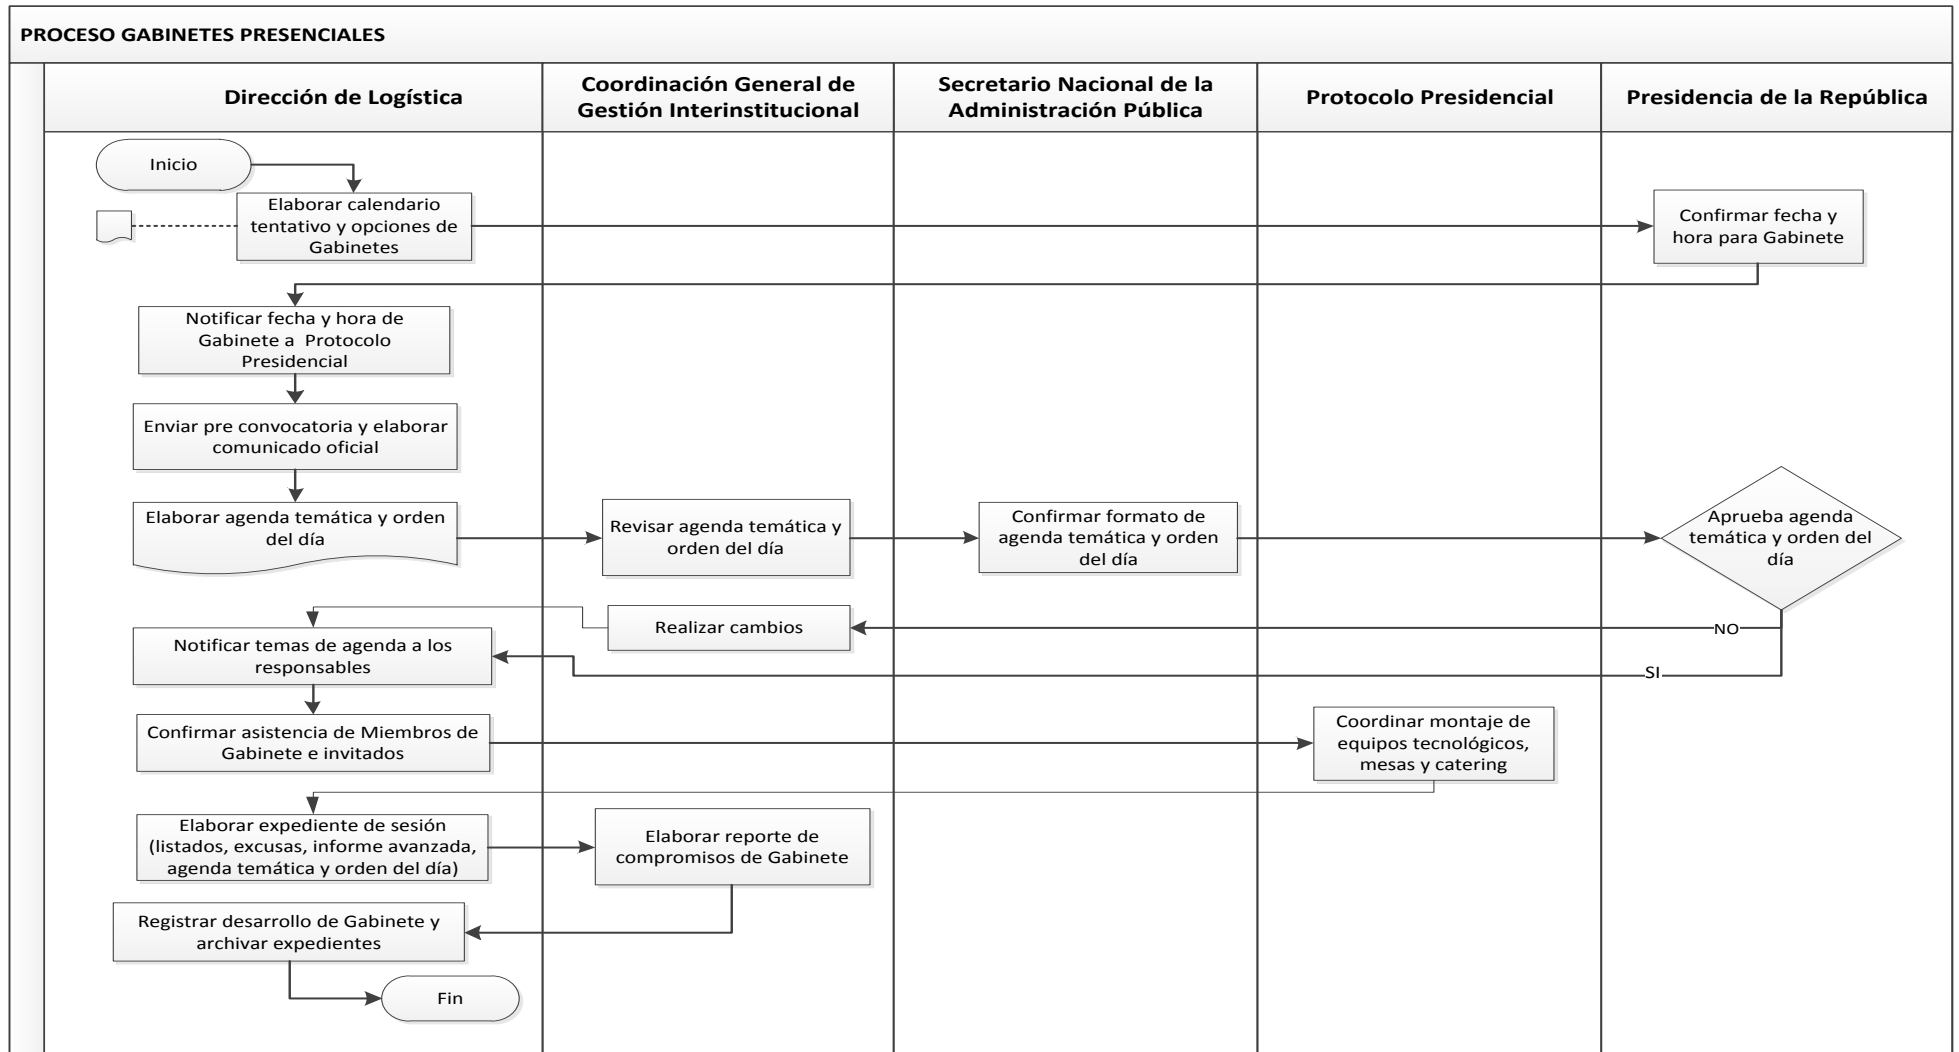 PROCESO GABINETES PRESENCIALES
Dirección de Logística
Coordinación General de
Gestión Interinstitucional
Secretario Nacional de la
Administración Pública
Protocolo Presidencial
Presidencia de la República
Inicio
Elaborar calendario
tentativo y opciones de
Gabinetes
Confirmar fecha y
hora para Gabinete
Notificar fecha y hora de
Gabinete a  Protocolo
Presidencial
Enviar pre convocatoria y elaborar
comunicado oficial
Elaborar agenda temática y orden
del día
Revisar agenda temática y
orden del día
Confirmar formato de
agenda temática y orden
del día
Aprueba agenda
temática y orden del
día
NO
Realizar cambios
SI
Notificar temas de agenda a los
responsables
Confirmar asistencia de Miembros de
Gabinete e invitados
Coordinar montaje de
equipos tecnológicos,
mesas y catering
Elaborar expediente de sesión
(listados, excusas, informe avanzada,
agenda temática y orden del día)
Elaborar reporte de
compromisos de Gabinete
Registrar desarrollo de Gabinete y
archivar expedientes
Fin